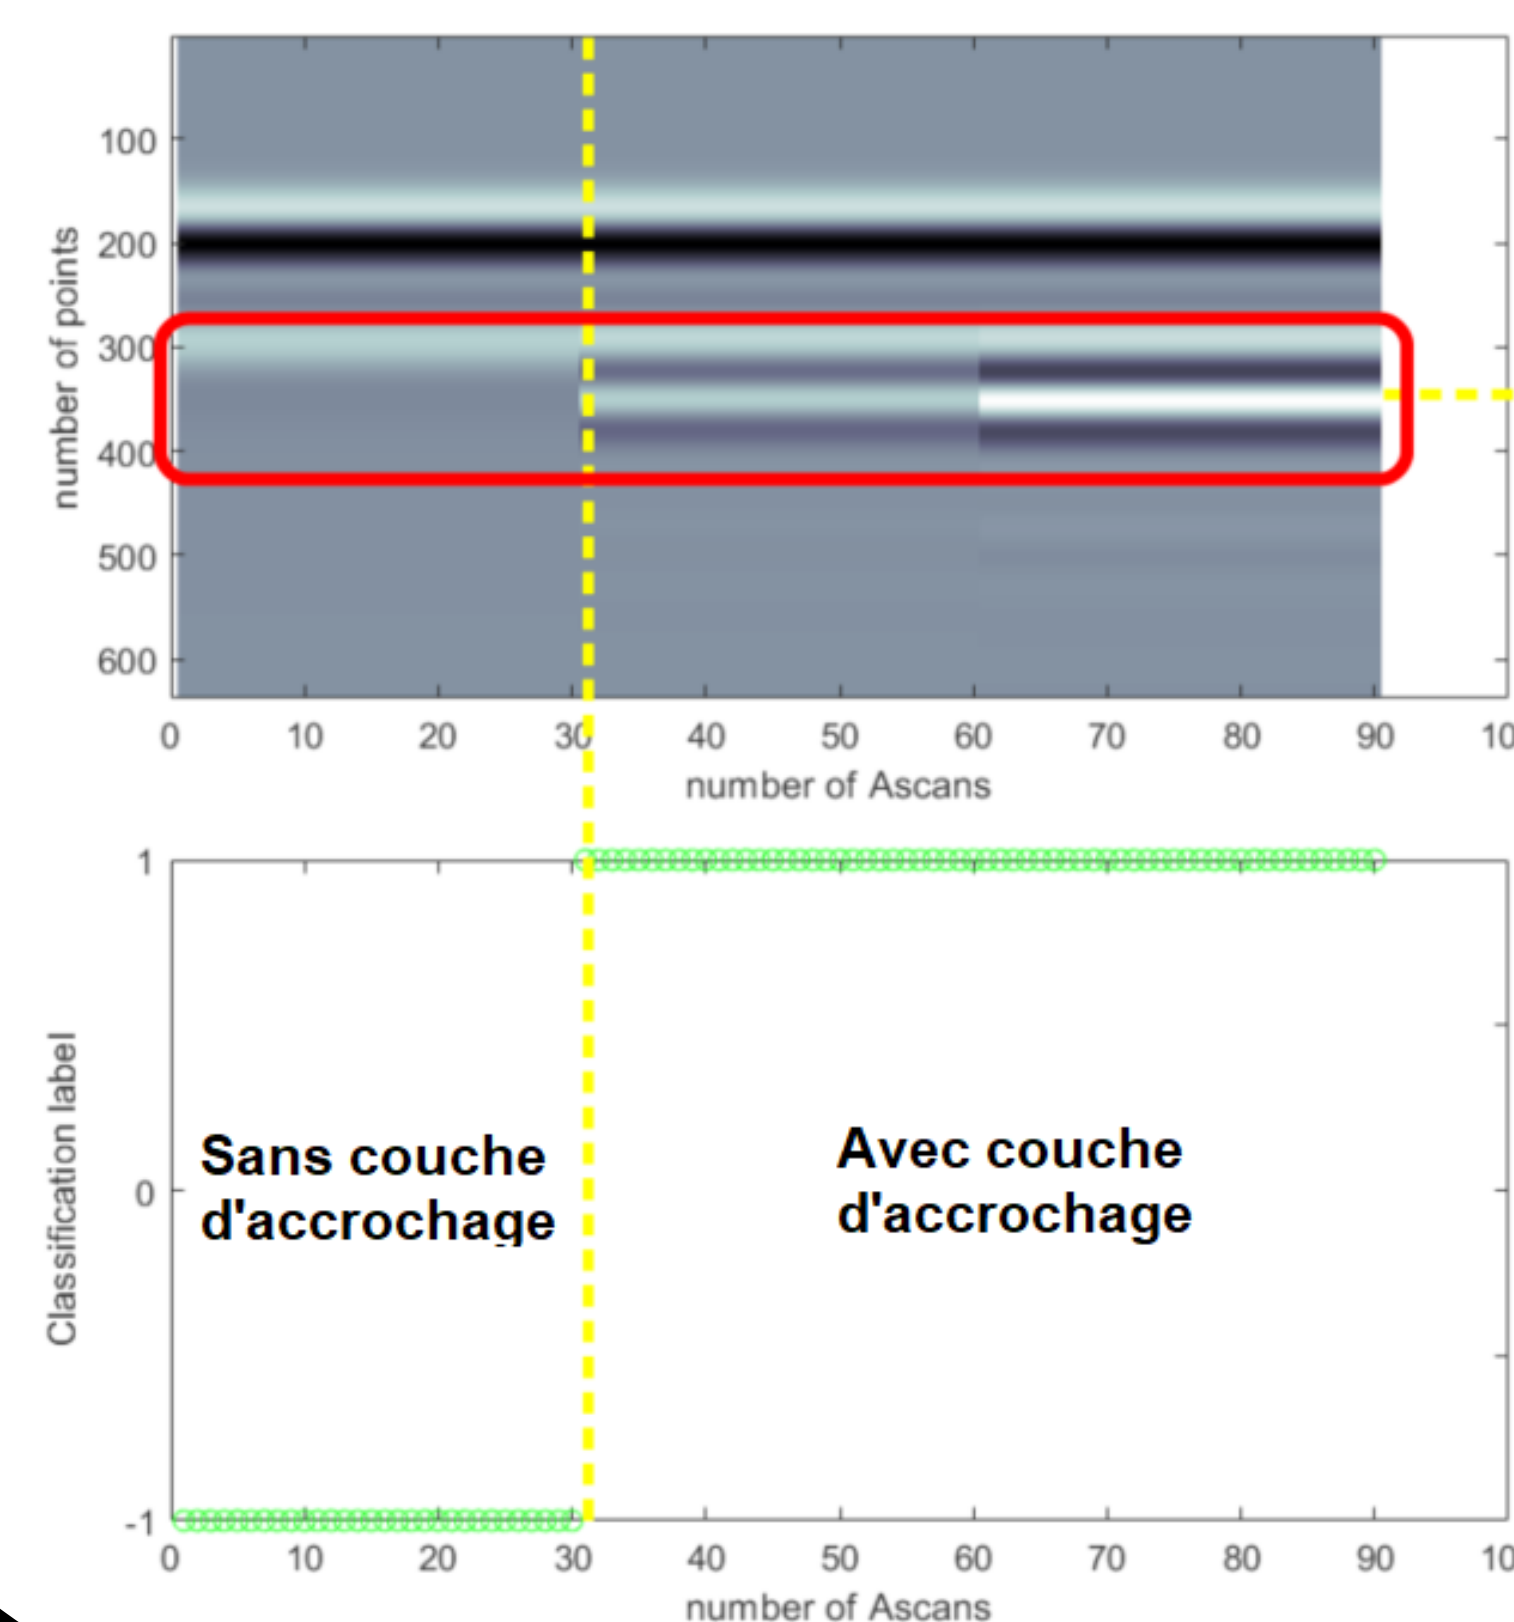 100
200
300
400
500
600
number of points
0 10 20 30 40 50 60 70 80 90 10
number of Ascans
1
0
-1
Classification label
Sans couche
d'accrochage
Avec couche
d'accrochage
0 10 20 30 40 50 60 70 80 90 10
number of Ascans